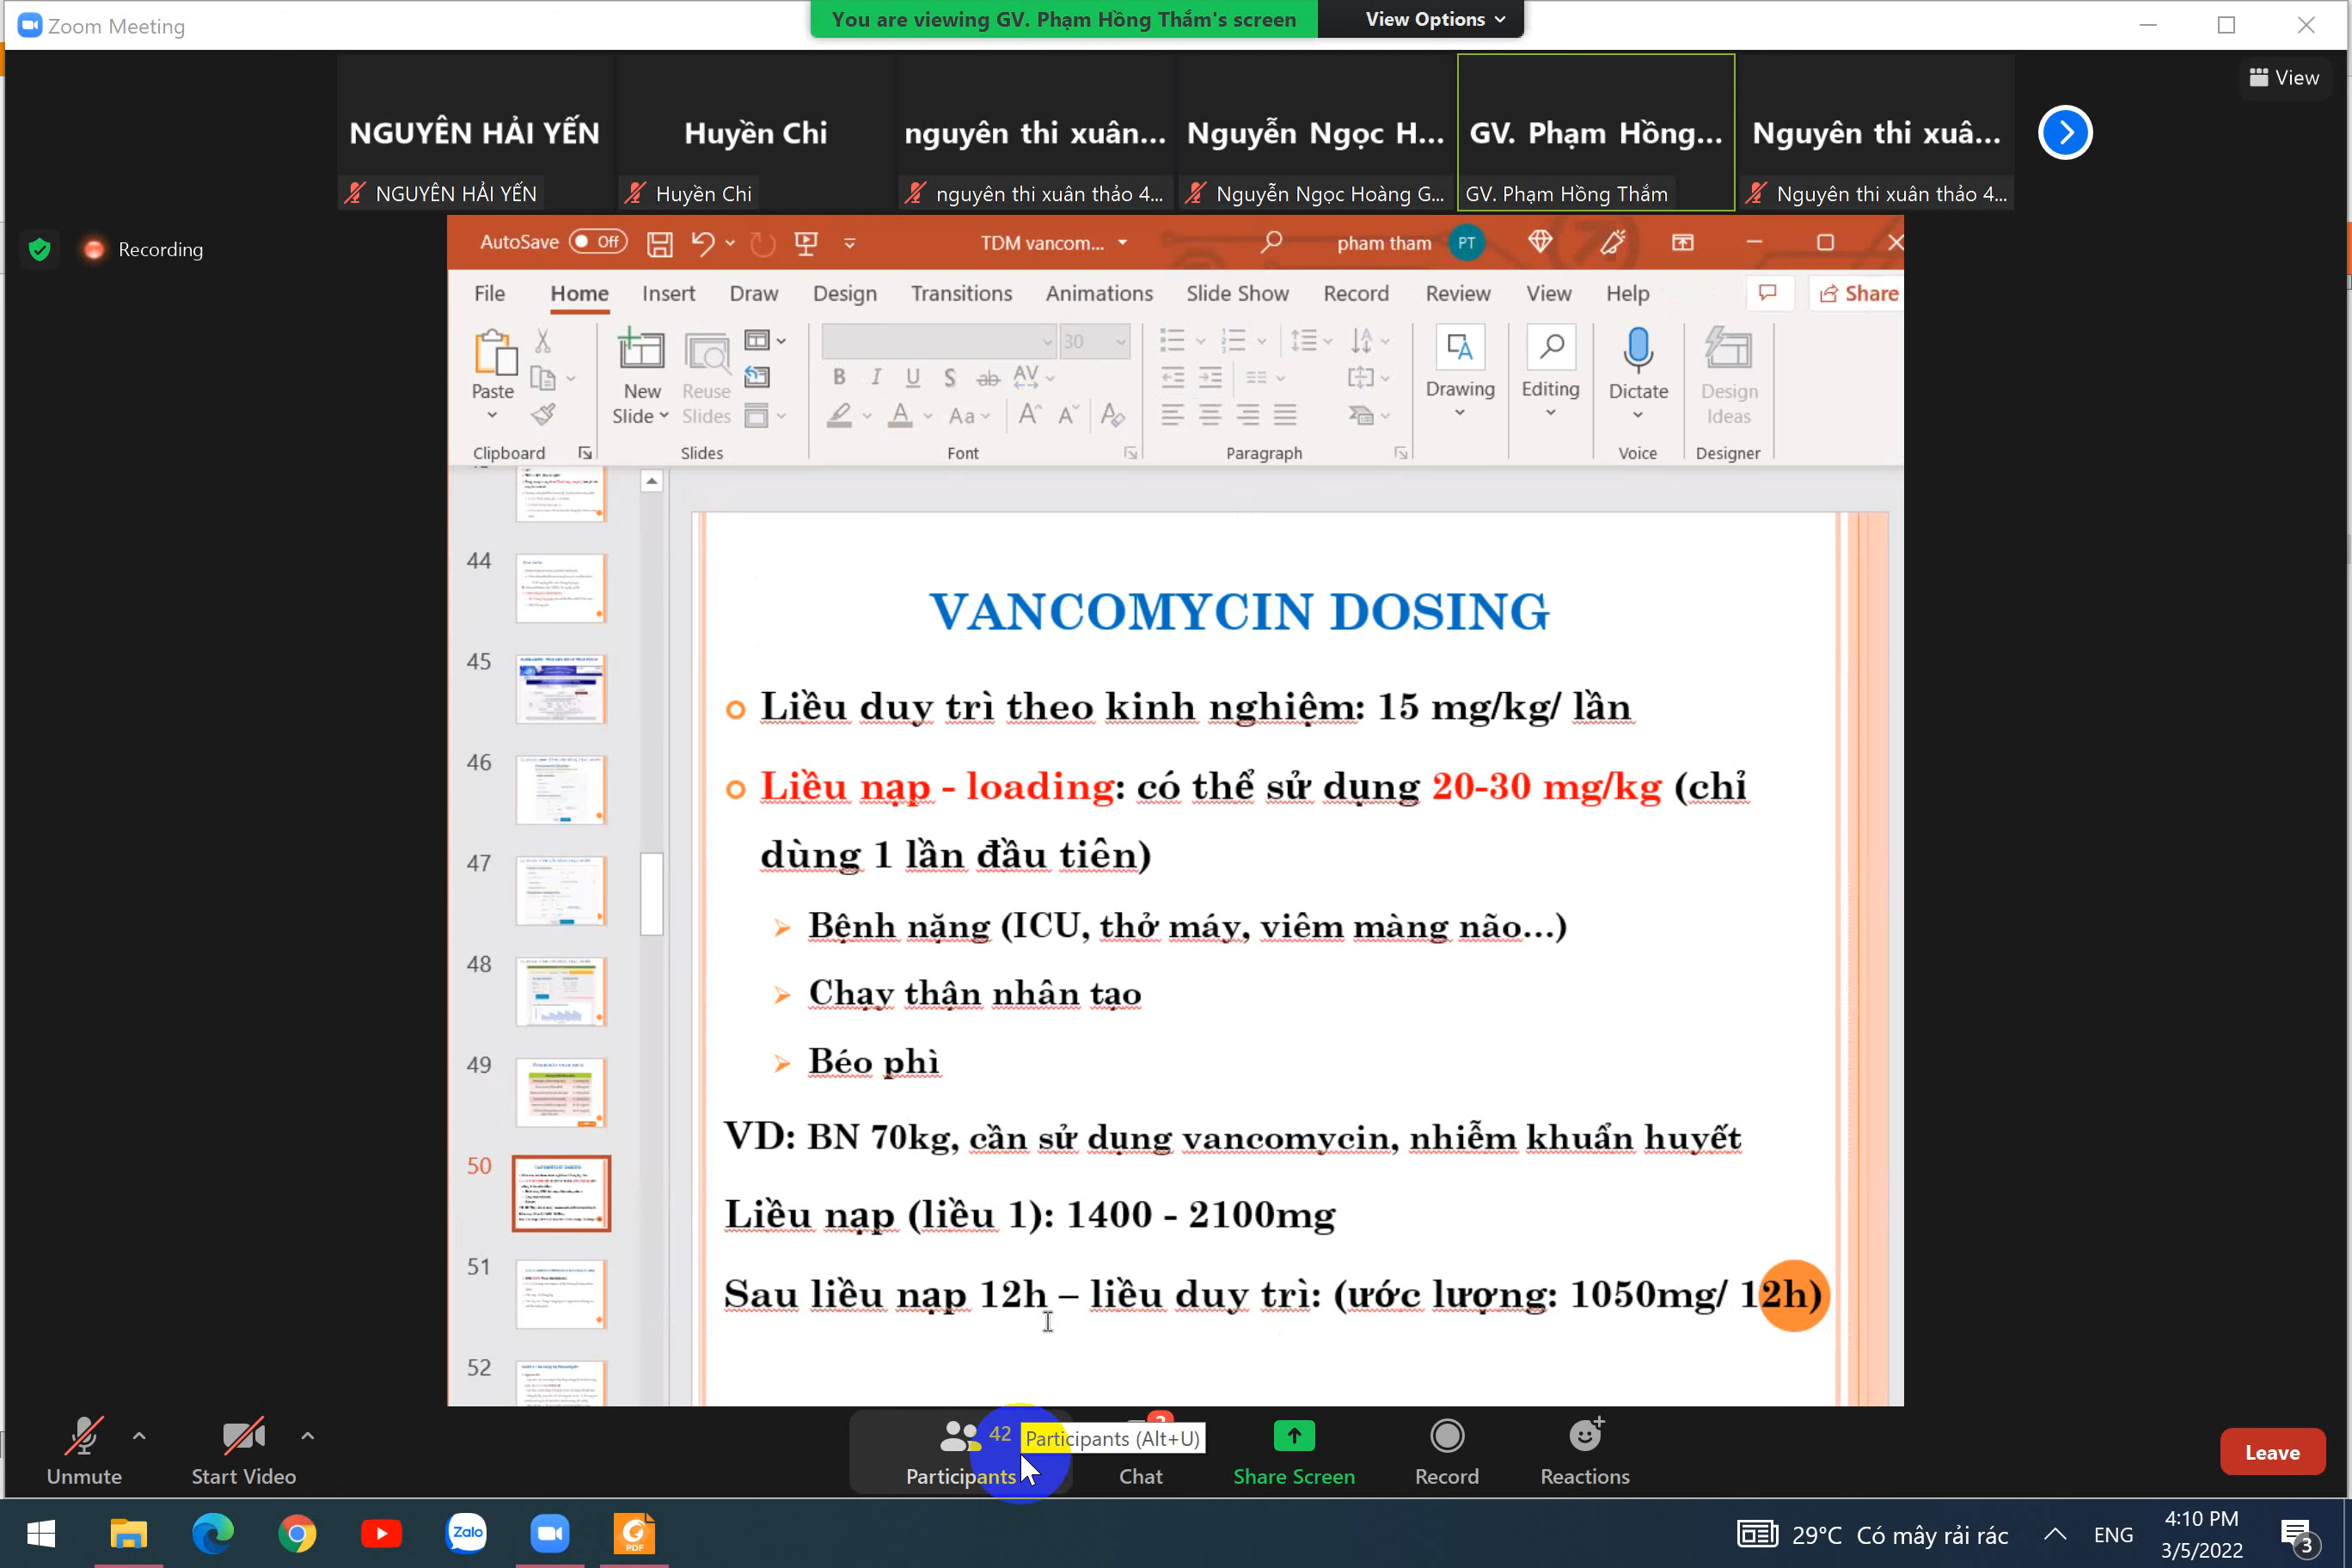 Zoom Meeting
You are viewing GV. Phạm Hồng Thắm's screen
View Options
View
NGUYÊN HẢI YẾN
Huyền Chi
nguyên thi xuân...
Nguyễn Ngọc H...
GV. Phạm Hồng...
Nguyên thi xuâ...
NGUYÊN HẢI YẾN
Huyền Chi
nguyên thi xuân thảo 4...
Nguyễn Ngọc Hoàng G...
GV. Phạm Hồng Thắm
Nguyên thi xuân thảo 4...
Recording
AutoSave Off
TDM vancom...
pham tham PT
File Home Insert Draw Design Transitions Animations Slide Show Record Review View Help
Share
Paste
New Slide
Reuse Slides
30
Drawing
Editing
Dictate
Design Ideas
Clipboard Slides Font Paragraph Voice Designer
44
45
46
47
48
49
50
51
52
VANCOMYCIN DOSING
Liều duy trì theo kinh nghiệm: 15 mg/kg/ lần
Liều nạp - loading: có thể sử dụng 20-30 mg/kg (chỉ
dùng 1 lần đầu tiên)
Bệnh nặng (ICU, thở máy, viêm màng não...)
Chạy thận nhân tạo
Béo phì
VD: BN 70kg, cần sử dụng vancomycin, nhiễm khuẩn huyết
Liều nạp (liều 1): 1400 - 2100mg
Sau liều nạp 12h – liều duy trì: (ước lượng: 1050mg/ 12h)
Unmute
Start Video
42
Participants (Alt+U)
Participants
Chat
Share Screen
Record
Reactions
Leave
Zalo
PDF
29°C Có mây rải rác
ENG
4:10 PM
3/5/2022
3